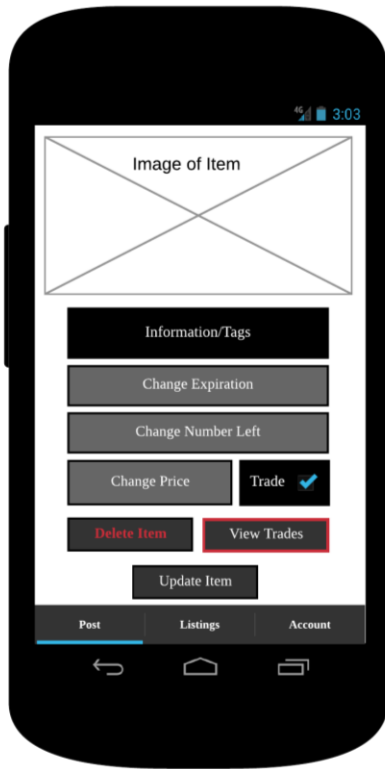 4G 3:03
Image of Item
Information/Tags
Change Expiration
Change Number Left
Change Price Trade
Delete Item View Trades
Update Item
Post Listings Account